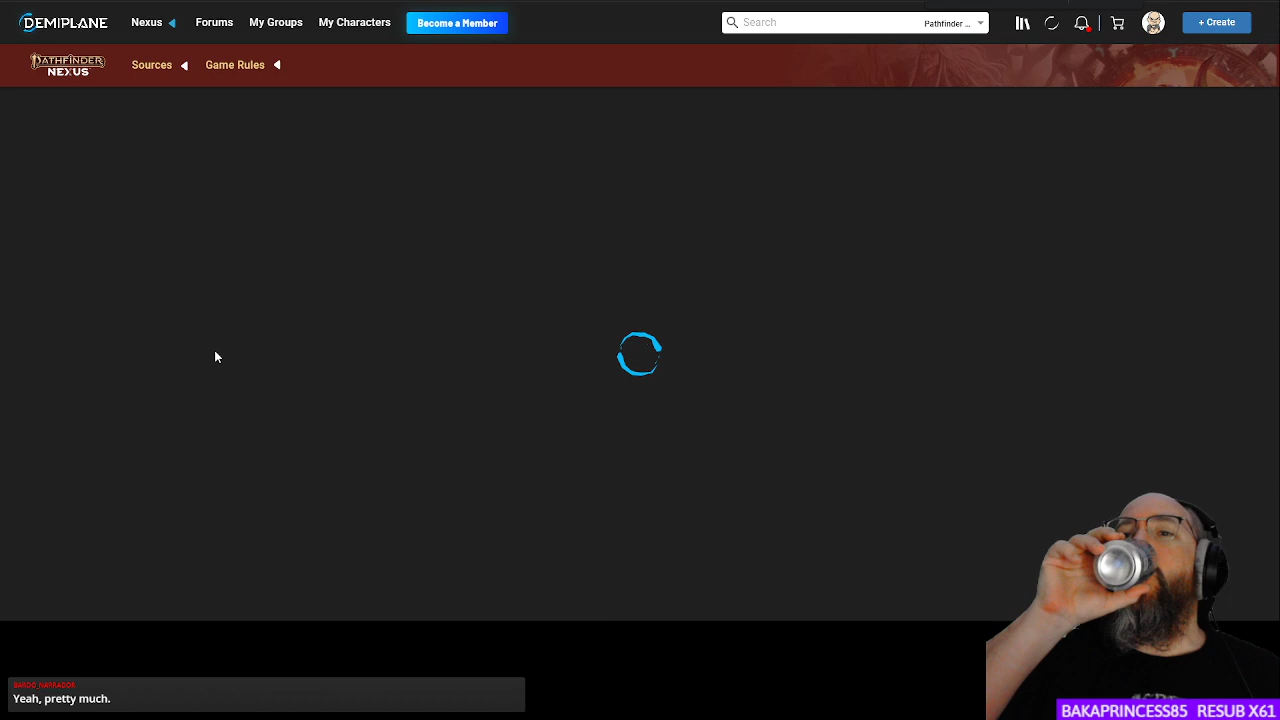 DEMIPLANE Nexus Forums My Groups My Characters Become a Member Search Pathfinder ... + Create
PATHFINDER
NEXUS
Sources Game Rules
BARDO_NARRADOR
Yeah, pretty much.
BAKAPRINCESS85 RESUB X61